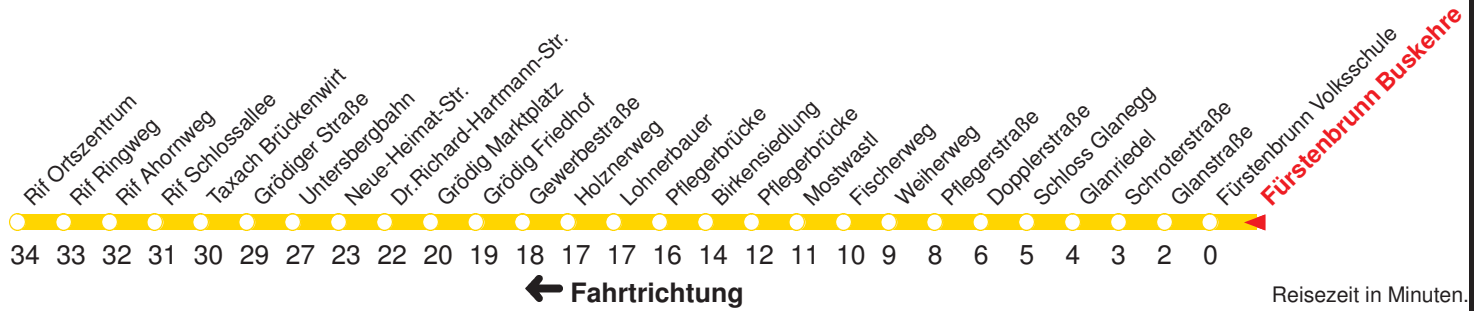 Rif Ortszentrum
Rif Ringweg
Rif Ahornweg
Rif Schlossallee
Taxach Brückenwirt
Grödiger Straße
Untersbergbahn
Neue-Heimat-Str.
Dr.Richard-Hartmann-Str.
Grödig Marktplatz
Grödig Friedhof
Gewerbestraße
Holznerweg
Lohnerbauer
Pflegerbrücke
Birkensiedlung
Pflegerbrücke
Mostwastl
Fischerweg
Weiherweg
Pflegerstraße
Dopplerstraße
Schloss Glanegg
Glanriedel
Schroterstraße
Glanstraße
Fürstenbrunn Volksschule
Fürstenbrunn Buskehre
34 33 32 31 30 29 27 23 22 20 19 18 17 17 16 14 12 11 10 9 8 6 5 4 3 2 0
Fahrtrichtung
Reisezeit in Minuten.